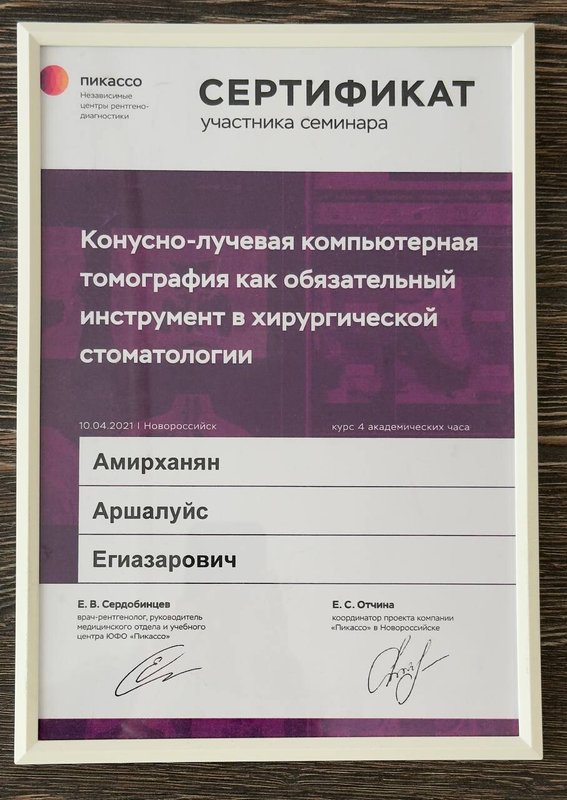 ПИКАССО
Независимые
центры рентгено-
диагностики
СЕРТИФИКАТ
участника семинара
Конусно-лучевая компьютерная
томография как обязательный
инструмент в хирургической
стоматологии
10.04.2021 | Новороссийск
курс 4 академических часа
Амирханян
Аршалуйс
Егиазарович
Е. В. Сердобинцев
врач-рентгенолог, руководитель
медицинского отдела и учебного
центра ЮФО «Пикассо»
Е. С. Отчина
координатор проекта компании
«Пикассо» в Новороссийске